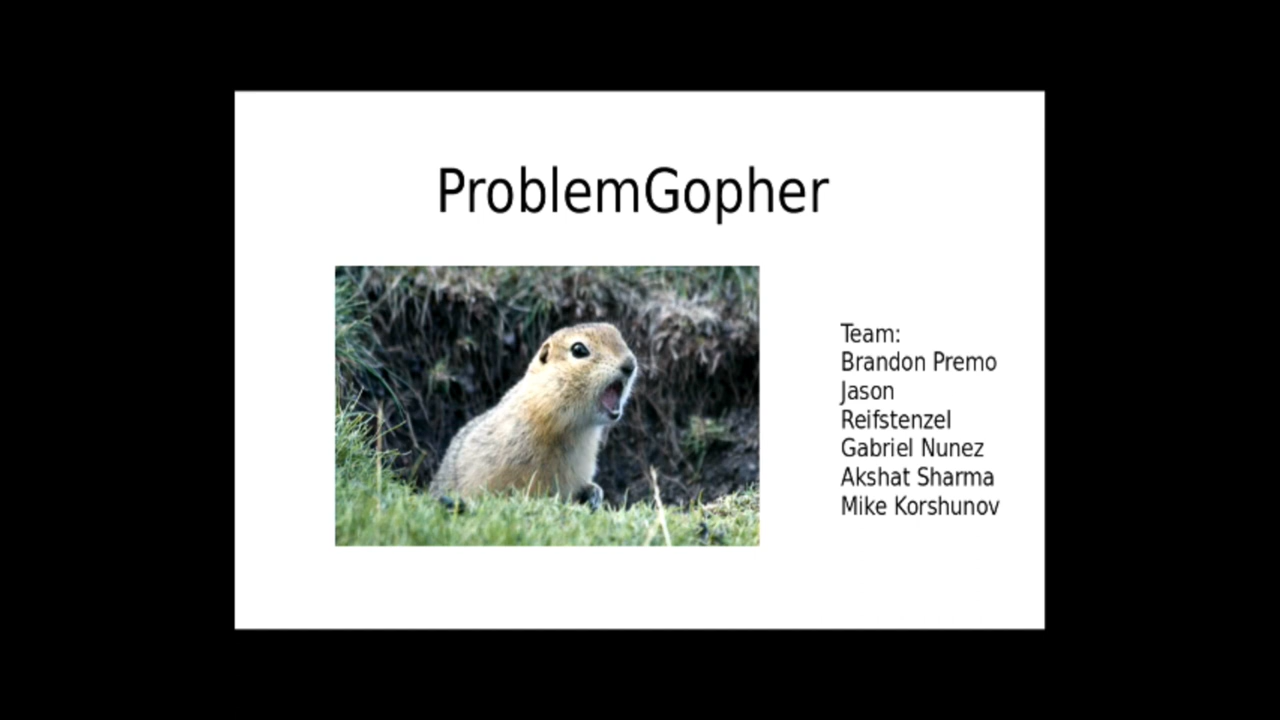 ProblemGopher
Team:
Brandon Premo
Jason
Reifstenzel
Gabriel Nunez
Akshat Sharma
Mike Korshunov